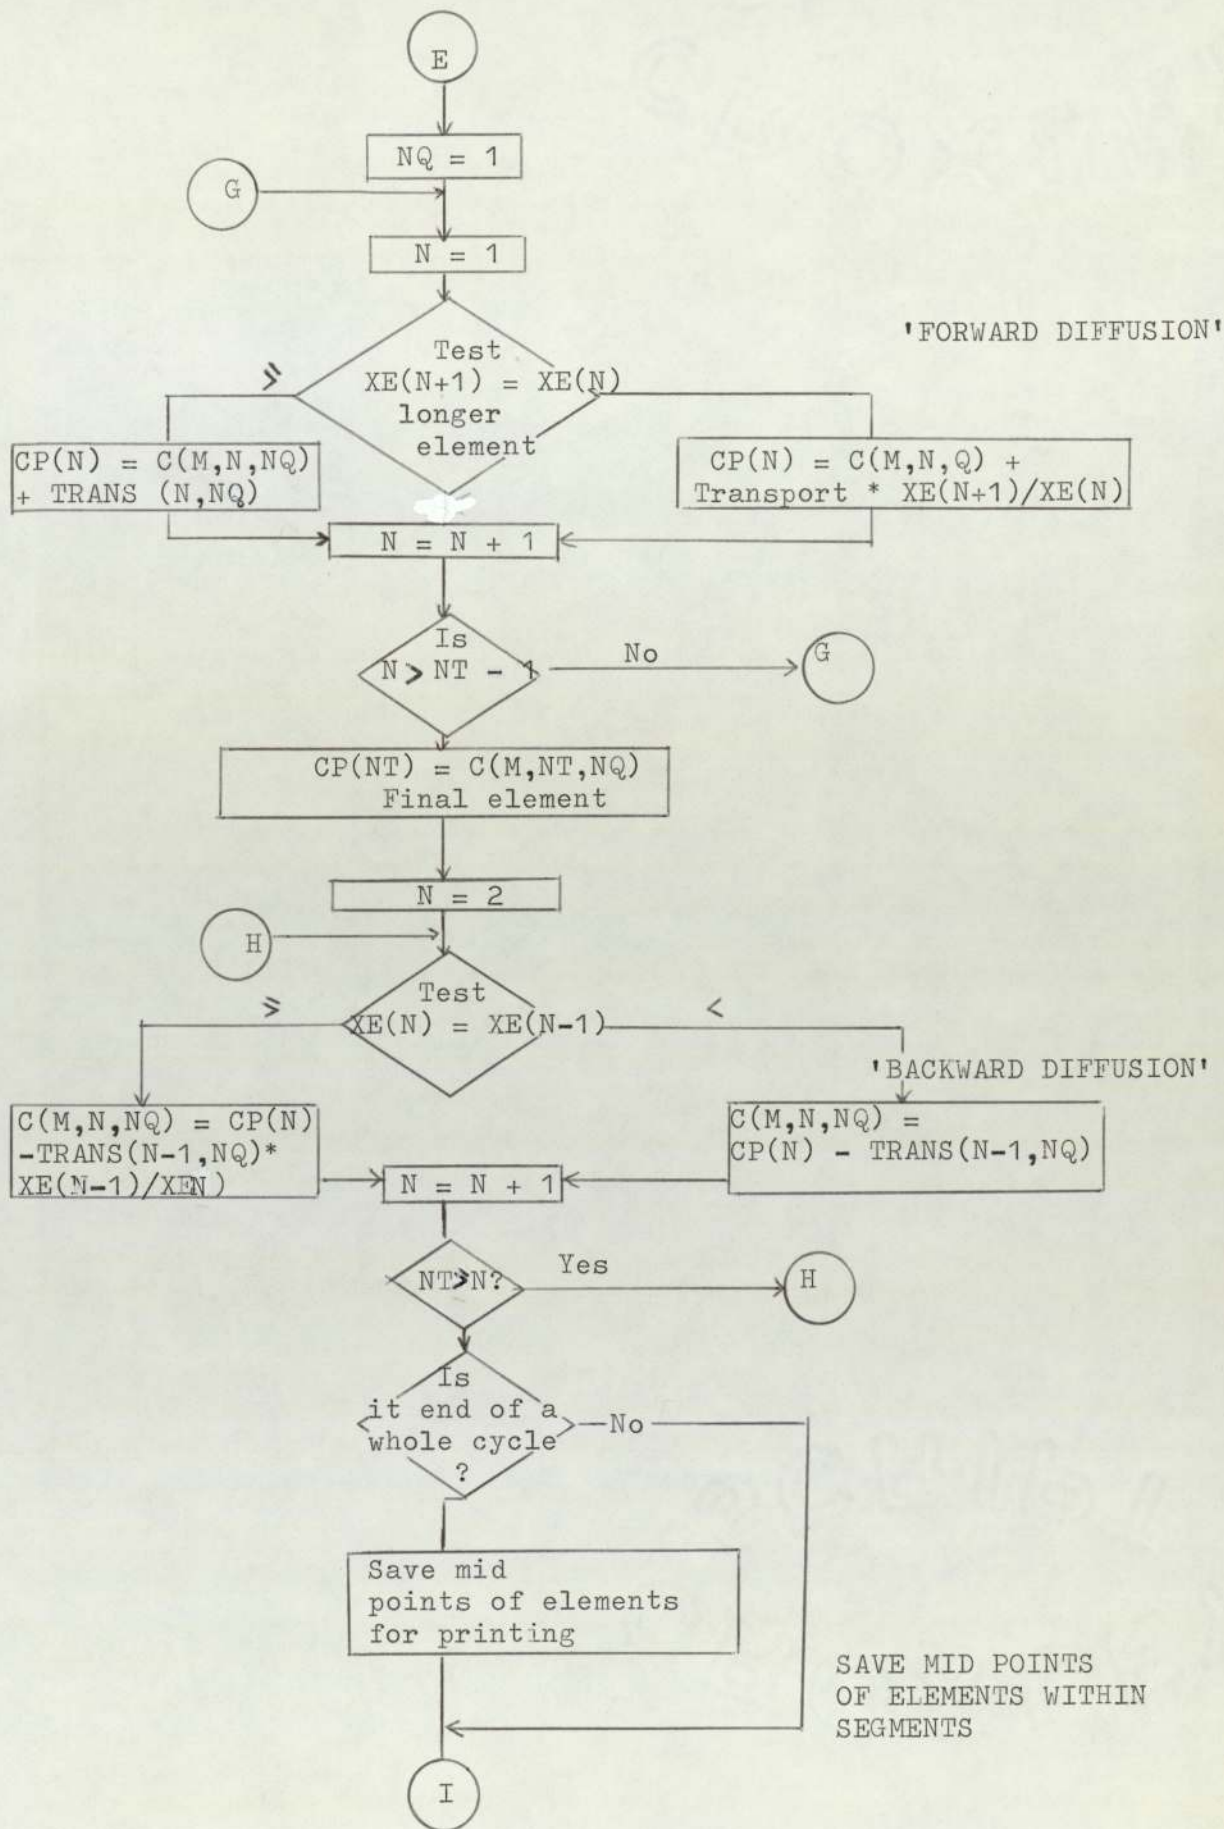 E
NQ = 1
G
N = 1
'FORWARD DIFFUSION'
⩾
Test
XE(N+1) = XE(N)
longer
element
CP(N) = C(M,N,NQ)
+ TRANS (N,NQ)
CP(N) = C(M,N,Q) +
Transport * XE(N+1)/XE(N)
N = N + 1
Is
N > NT - 1
No
G
CP(NT) = C(M,NT,NQ)
Final element
N = 2
H
⩾
Test
XE(N) = XE(N-1)
<
'BACKWARD DIFFUSION'
C(M,N,NQ) = CP(N)
-TRANS(N-1,NQ)*
XE(N-1)/XEN)
C(M,N,NQ) =
CP(N) - TRANS(N-1,NQ)
N = N + 1
NT⩾N?
Yes
H
Is
it end of a
whole cycle
?
No
Save mid
points of elements
for printing
SAVE MID POINTS
OF ELEMENTS WITHIN
SEGMENTS
I